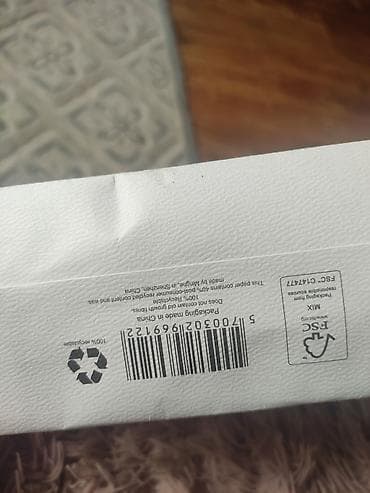 FSC
www.fsc.org
MIX
Packaging from
responsible sources
FSC™ C147477
5 700302 969122
Packaging made in China.
Does not contain old growth fibres.
100% Recyclable
This paper contains 40% post-consumer recycled content and was
made by in Shenzhen, China
100% recyclable